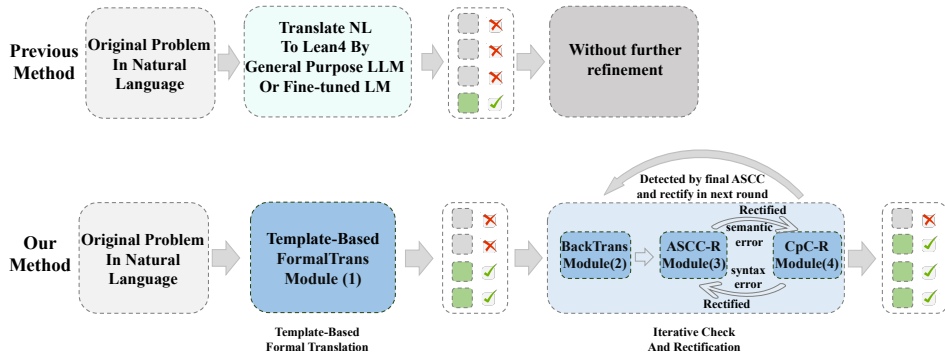 Previous
Method
Original Problem
In Natural
Language
Translate NL
To Lean4 By
General Purpose LLM
Or Fine-tuned LM
Without further
refinement
Our
Method
Original Problem
In Natural
Language
Template-Based
FormalTrans
Module (1)
Template-Based
Formal Translation
Detected by final ASCC
and rectify in next round
BackTrans
Module(2)
ASCC-R
Module(3)
Rectified
semantic
error
syntax
error
Rectified
CpC-R
Module(4)
Iterative Check
And Rectification